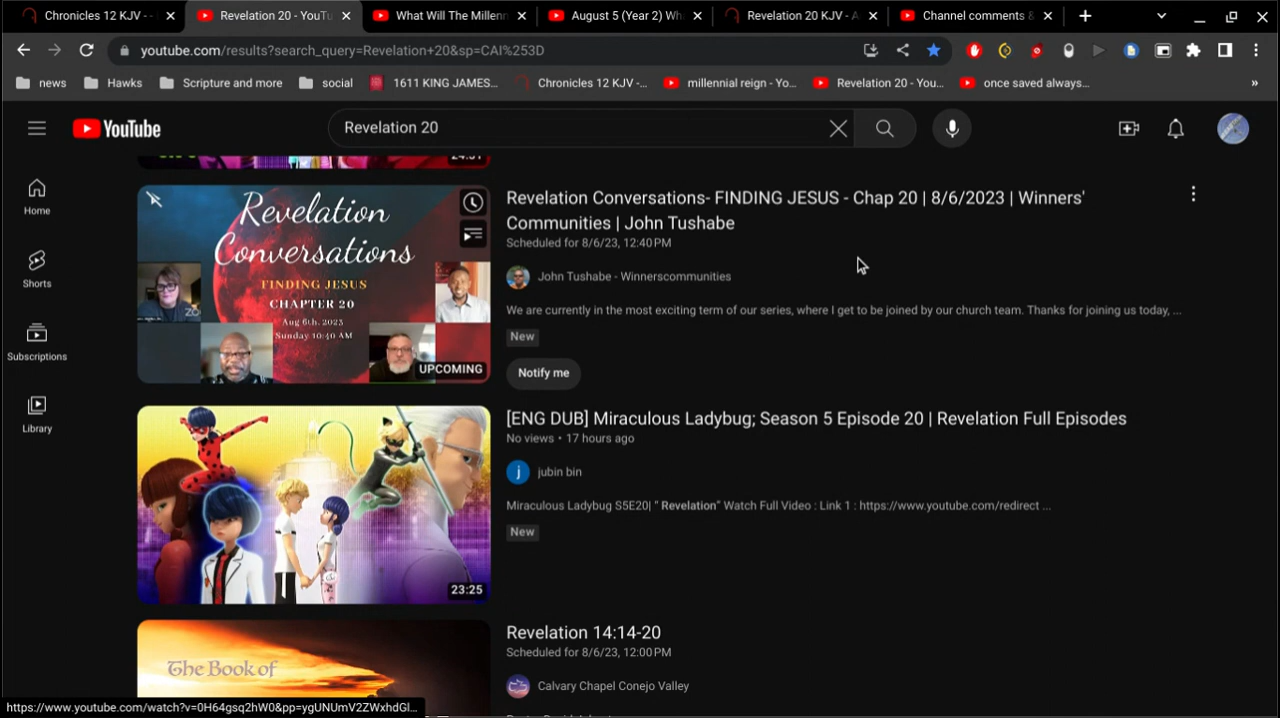 Chronicles 12 KJV - -
Revelation 20 - YouTu
What Will The Millenn
August 5 (Year 2) Wh
Revelation 20 KJV - A
Channel comments &
youtube.com/results?search_query=Revelation+20&sp=CAI%253D
news
Hawks
Scripture and more
social
1611 KING JAMES...
Chronicles 12 KJV -...
millennial reign - Yo...
Revelation 20 - You...
once saved always...
»
YouTube
Revelation 20
Home
Shorts
Subscriptions
Library
24:31
Revelation
Conversations
FINDING JESUS
CHAPTER 20
Aug 6th, 2023
Sunday 10:40 AM
UPCOMING
Revelation Conversations- FINDING JESUS - Chap 20 | 8/6/2023 | Winners'
Communities | John Tushabe
Scheduled for 8/6/23, 12:40 PM
John Tushabe - Winnerscommunities
We are currently in the most exciting term of our series, where I get to be joined by our church team. Thanks for joining us today, ...
New
Notify me
23:25
[ENG DUB] Miraculous Ladybug; Season 5 Episode 20 | Revelation Full Episodes
No views • 17 hours ago
j
jubin bin
Miraculous Ladybug S5E20| " Revelation" Watch Full Video : Link 1 : https://www.youtube.com/redirect ...
New
The Book of
Revelation 14:14-20
Scheduled for 8/6/23, 12:00 PM
Calvary Chapel Conejo Valley
https://www.youtube.com/watch?v=0H64gsq2hW0&pp=ygUNUmV2ZWxhdGl...